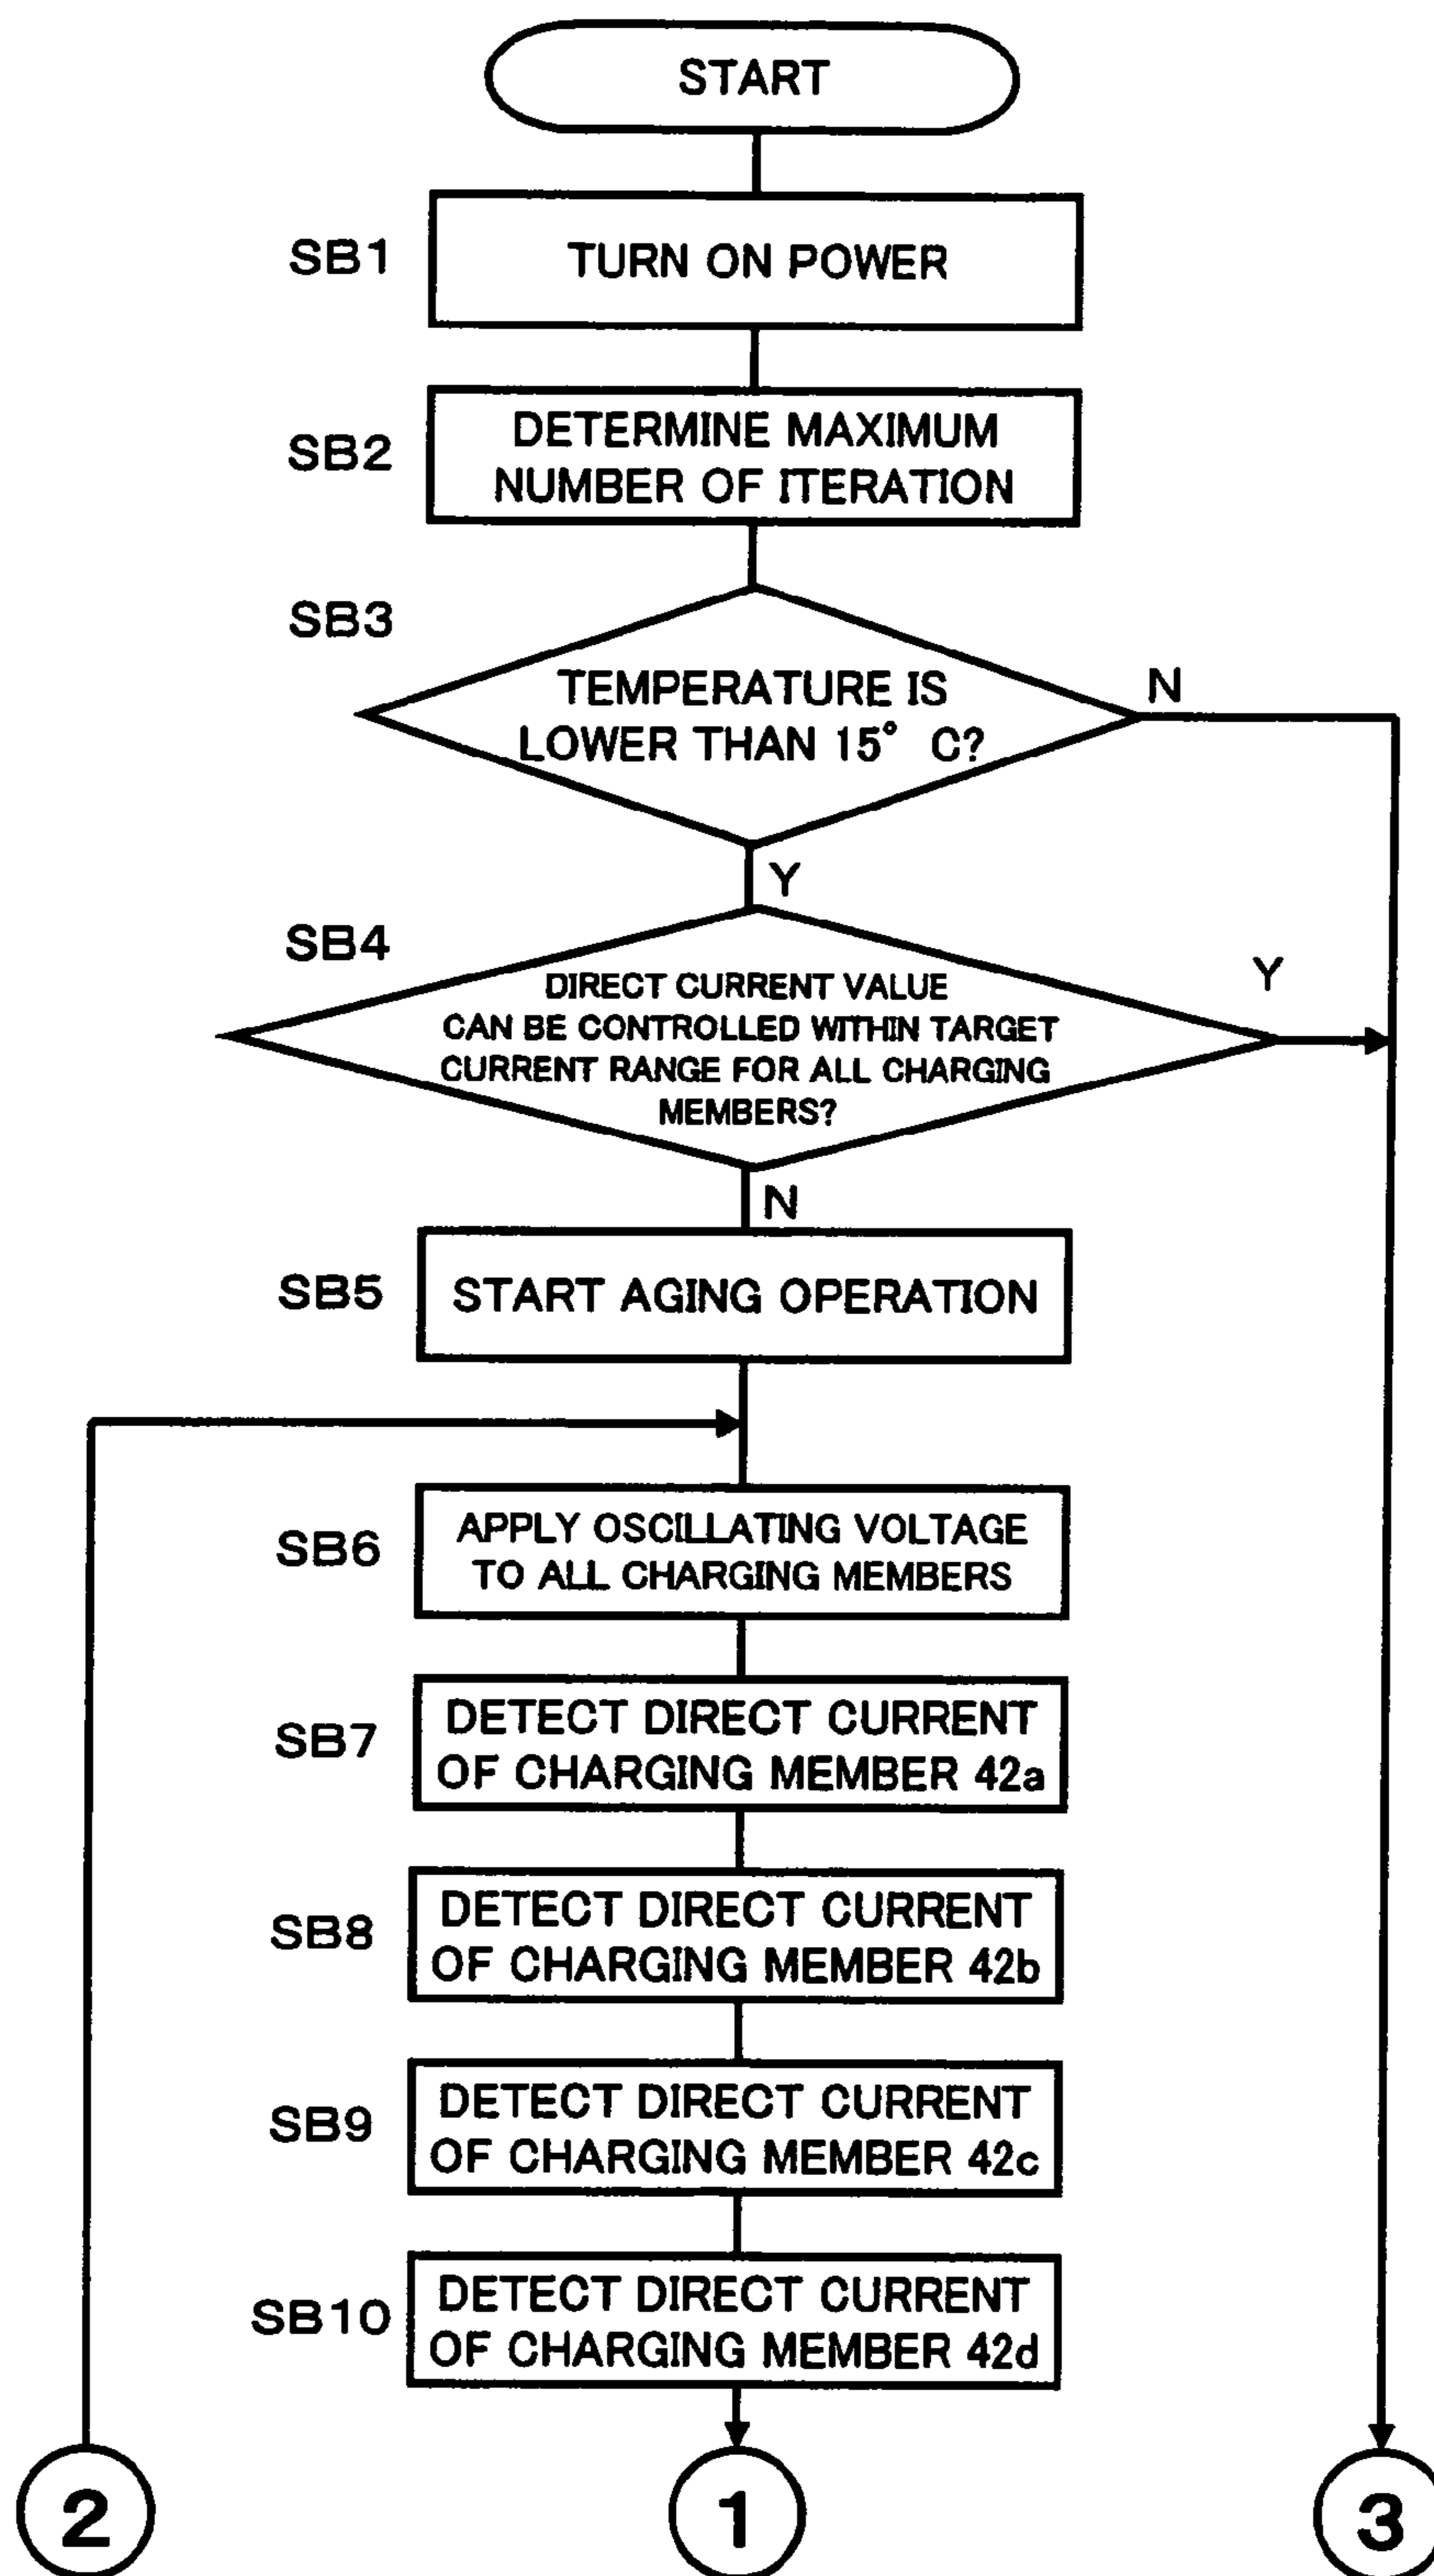 START
SB1
TURN ON POWER
SB2
DETERMINE MAXIMUM
NUMBER OF ITERATION
SB3
TEMPERATURE IS
LOWER THAN 15° C?
N
Y
SB4
DIRECT CURRENT VALUE
CAN BE CONTROLLED WITHIN TARGET
CURRENT RANGE FOR ALL CHARGING
MEMBERS?
Y
N
SB5
START AGING OPERATION
SB6
APPLY OSCILLATING VOLTAGE
TO ALL CHARGING MEMBERS
SB7
DETECT DIRECT CURRENT
OF CHARGING MEMBER 42a
SB8
DETECT DIRECT CURRENT
OF CHARGING MEMBER 42b
SB9
DETECT DIRECT CURRENT
OF CHARGING MEMBER 42c
SB10
DETECT DIRECT CURRENT
OF CHARGING MEMBER 42d
2
1
3